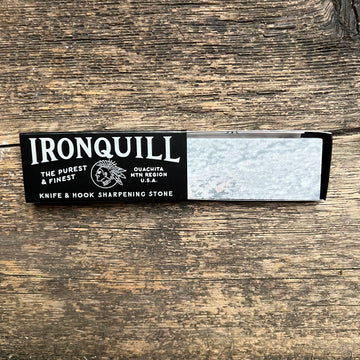 IRONQUILL
THE PUREST
& FINEST
OUACHITA
MTN REGION
U.S.A.
KNIFE & HOOK SHARPENING STONE